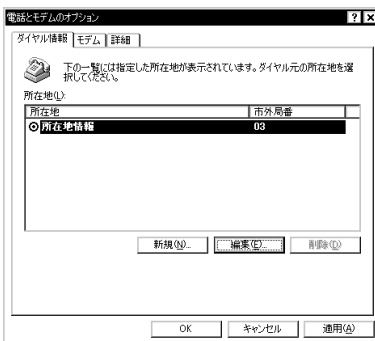 電話とモデムのオプション
ダイヤル情報 モデム 詳細
下の一覧には指定した所在地が表示されています。ダイヤル元の所在地を選
択してください。
所在地(L):
所在地 市外局番
所在地情報 03
新規(N)... 編集(E)... 削除(D)
OK キャンセル 適用(A)